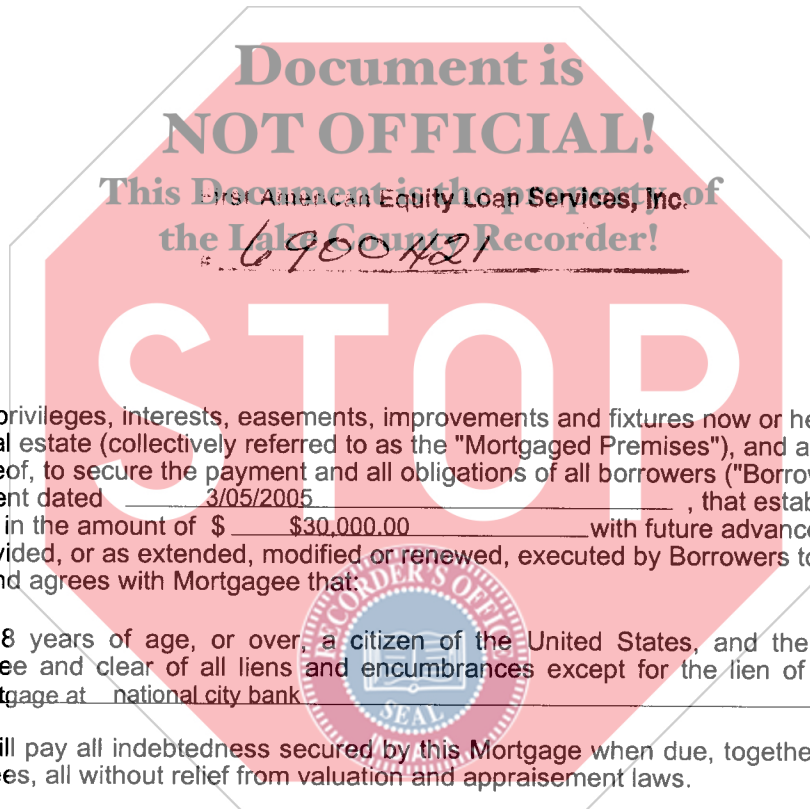 Document is
NOT OFFICIAL!
This Document is the property of
First American Equity Loan Services, Inc.
the Lake County Recorder!
# 6900421
STOP
privileges, interests, easements, improvements and fixtures now or he
al estate (collectively referred to as the "Mortgaged Premises"), and a
eof, to secure the payment and all obligations of all borrowers ("Borrow
ent dated 3/05/2005 , that estab
in the amount of $ $30,000.00 with future advance
vided, or as extended, modified or renewed, executed by Borrowers to
nd agrees with Mortgagee that:
RECORDER'S OFFICE
8 years of age, or over, a citizen of the United States, and the
ee and clear of all liens and encumbrances except for the lien of
tgage at national city bank
SEAL
INDIANA
ill pay all indebtedness secured by this Mortgage when due, together
ees, all without relief from valuation and appraisement laws.